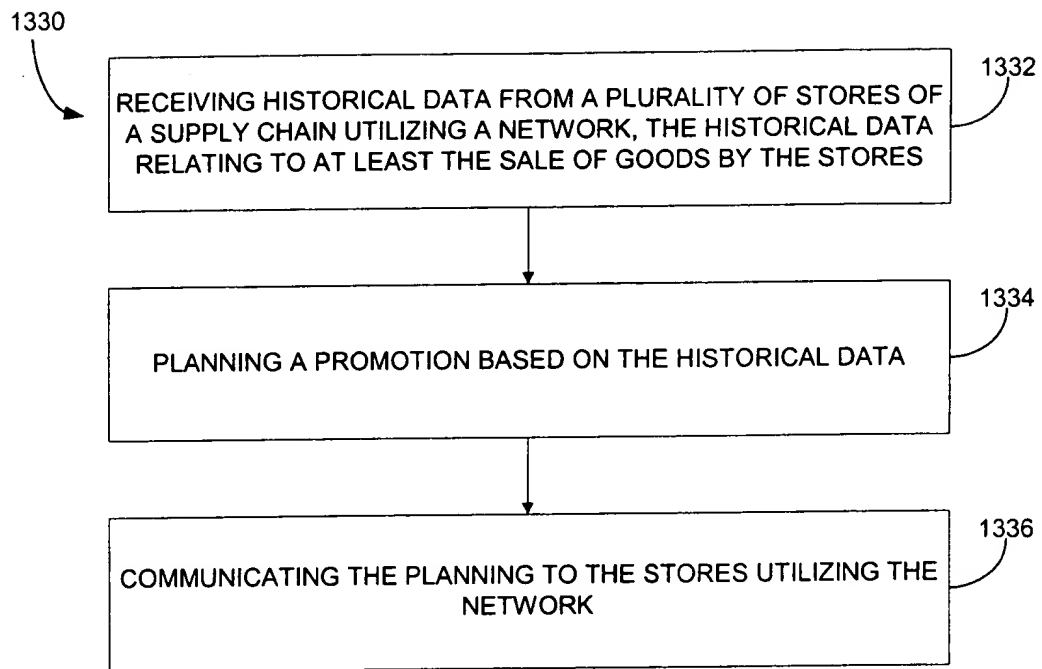 1330
1332
RECEIVING HISTORICAL DATA FROM A PLURALITY OF STORES OF
A SUPPLY CHAIN UTILIZING A NETWORK, THE HISTORICAL DATA
RELATING TO AT LEAST THE SALE OF GOODS BY THE STORES
1334
PLANNING A PROMOTION BASED ON THE HISTORICAL DATA
1336
COMMUNICATING THE PLANNING TO THE STORES UTILIZING THE
NETWORK